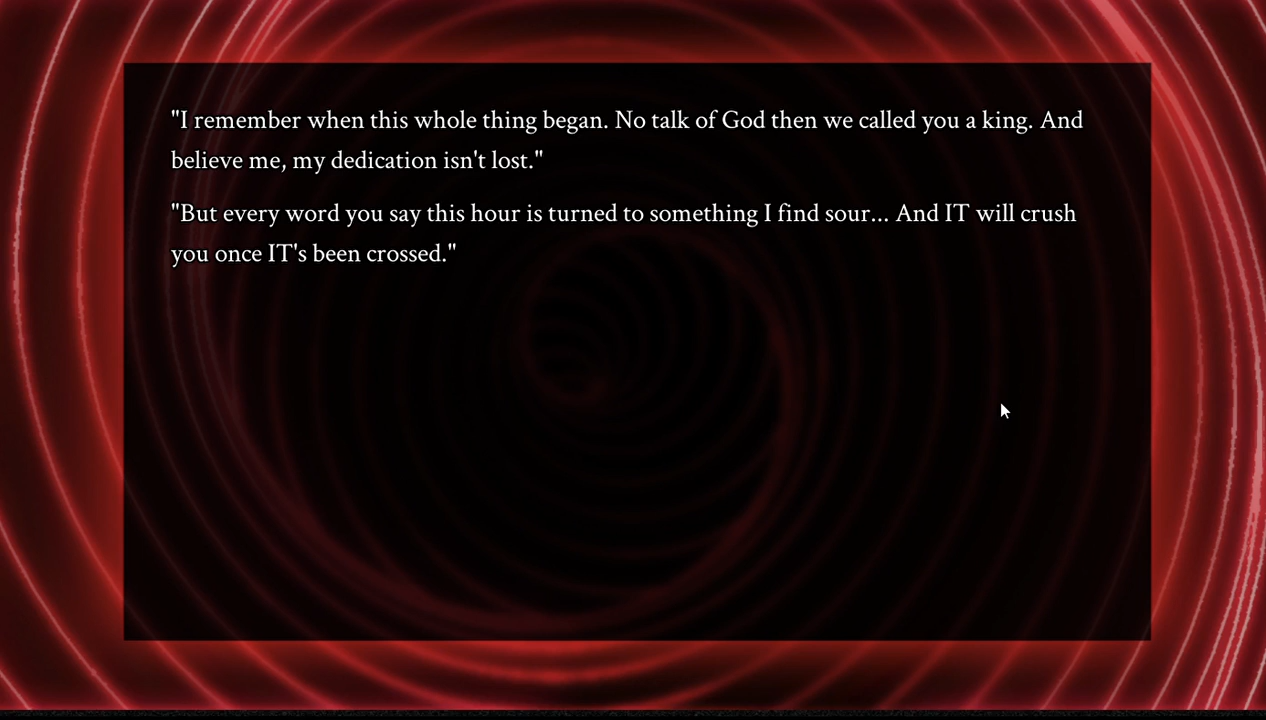 "I remember when this whole thing began. No talk of God then we called you a king. And
believe me, my dedication isn't lost."
"But every word you say this hour is turned to something I find sour... And IT will crush
you once IT's been crossed."